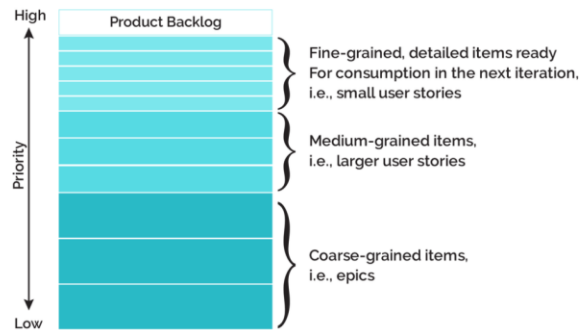 High
Product Backlog
Fine-grained, detailed items ready
For consumption in the next iteration,
i.e., small user stories
Medium-grained items,
i.e., larger user stories
Priority
Coarse-grained items,
i.e., epics
Low